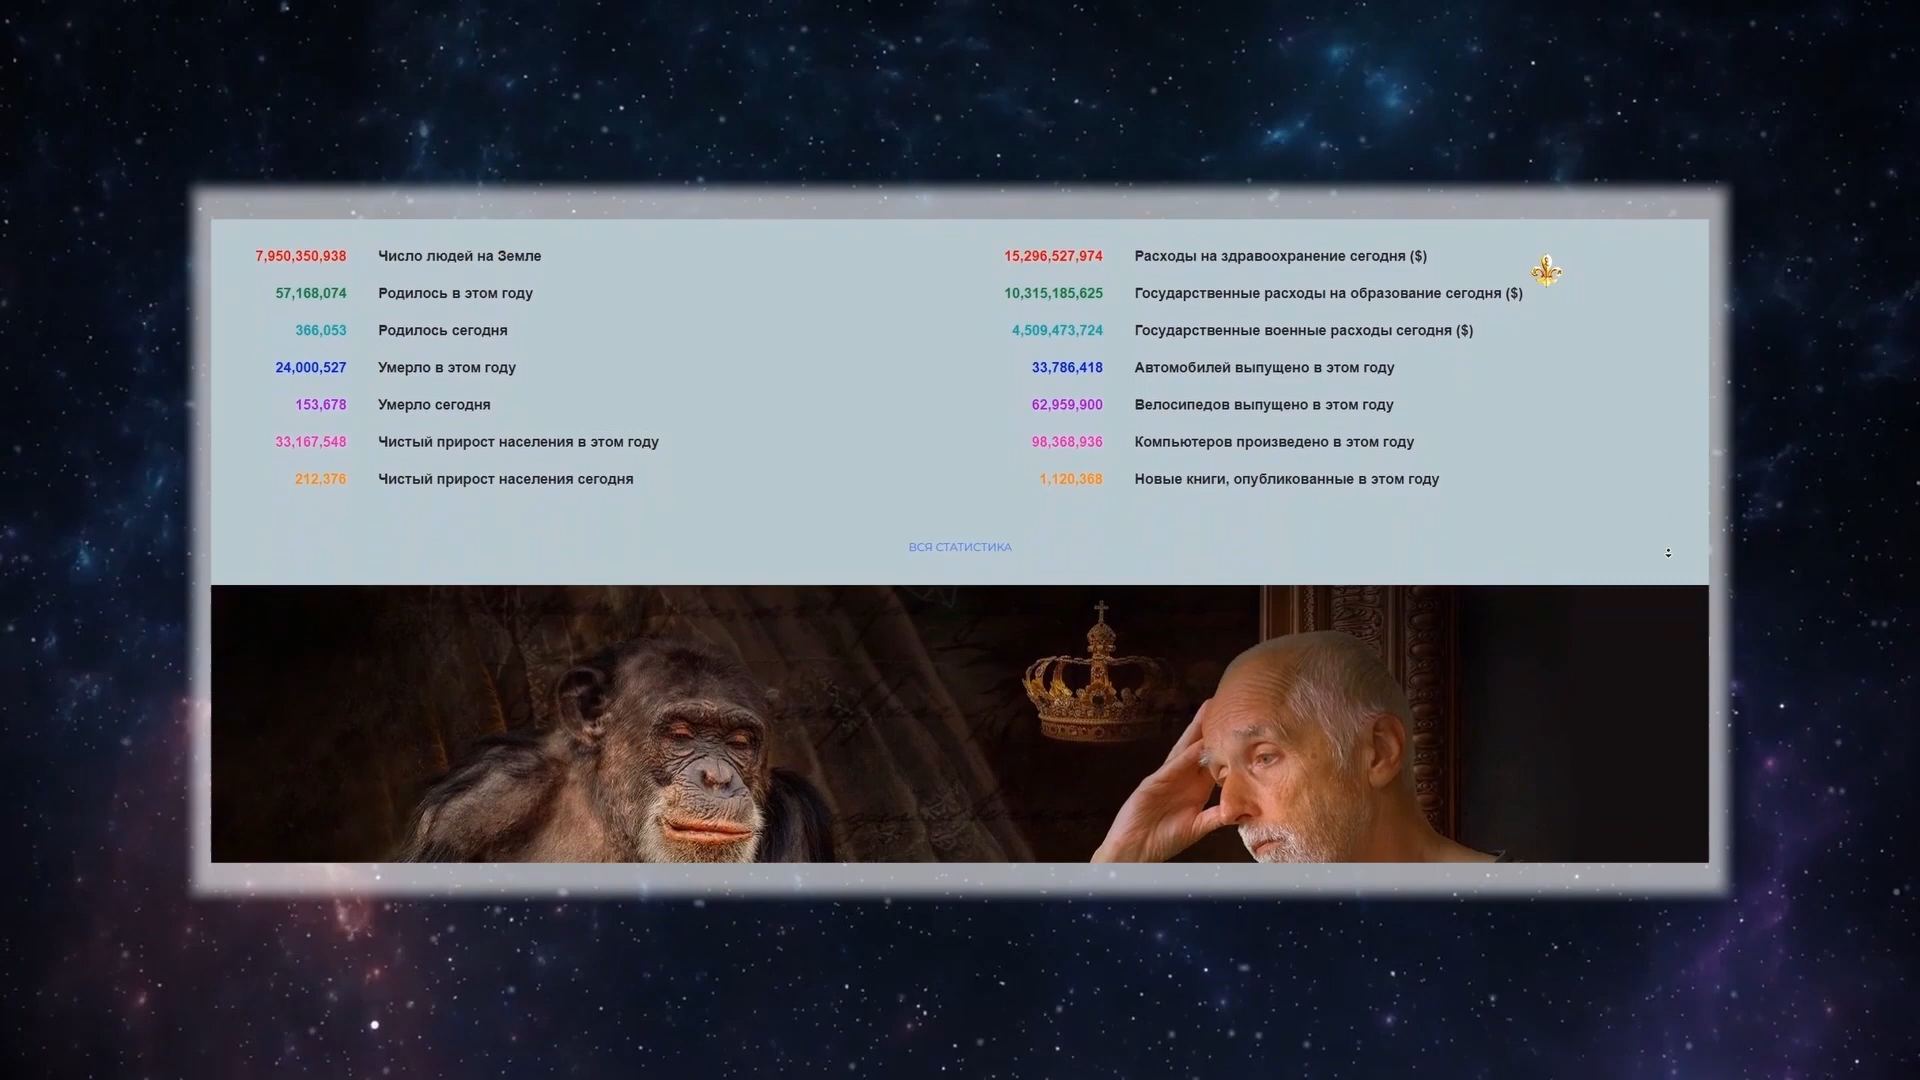 7,950,350,938 Число людей на Земле
57,168,074 Родилось в этом году
366,053 Родилось сегодня
24,000,527 Умерло в этом году
153,678 Умерло сегодня
33,167,548 Чистый прирост населения в этом году
212,376 Чистый прирост населения сегодня
15,296,527,974 Расходы на здравоохранение сегодня ($)
10,315,185,625 Государственные расходы на образование сегодня ($)
4,509,473,724 Государственные военные расходы сегодня ($)
33,786,418 Автомобилей выпущено в этом году
62,959,900 Велосипедов выпущено в этом году
98,368,936 Компьютеров произведено в этом году
1,120,368 Новые книги, опубликованные в этом году
ВСЯ СТАТИСТИКА